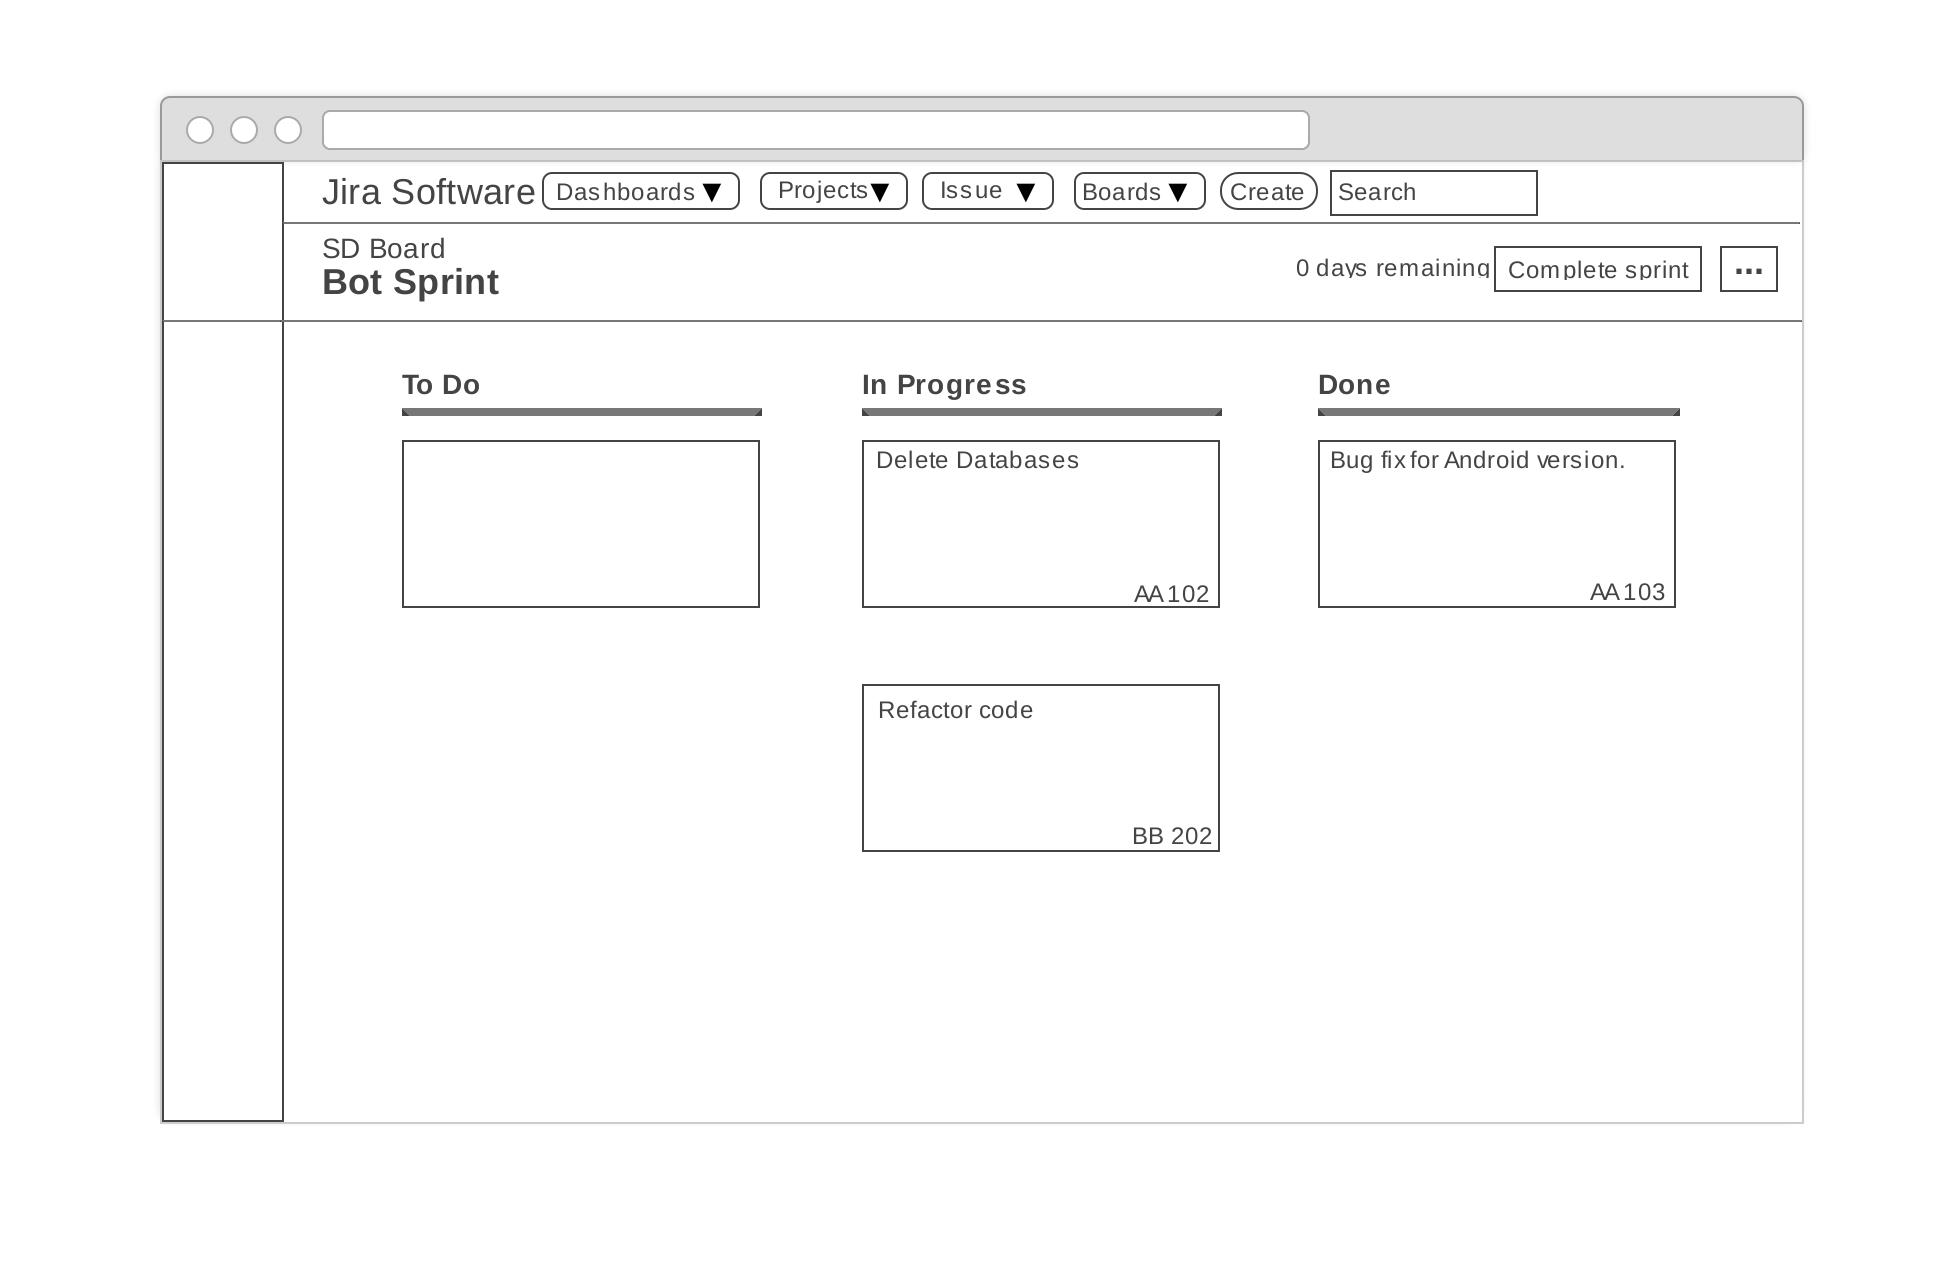 Jira Software Dashboards ▼ Projects ▼ Issue ▼ Boards ▼ Create Search
SD Board
Bot Sprint
0 days remaining Complete sprint ...
To Do In Progress Done
Delete Databases Bug fix for Android version.
AA 102 AA 103
Refactor code
BB 202